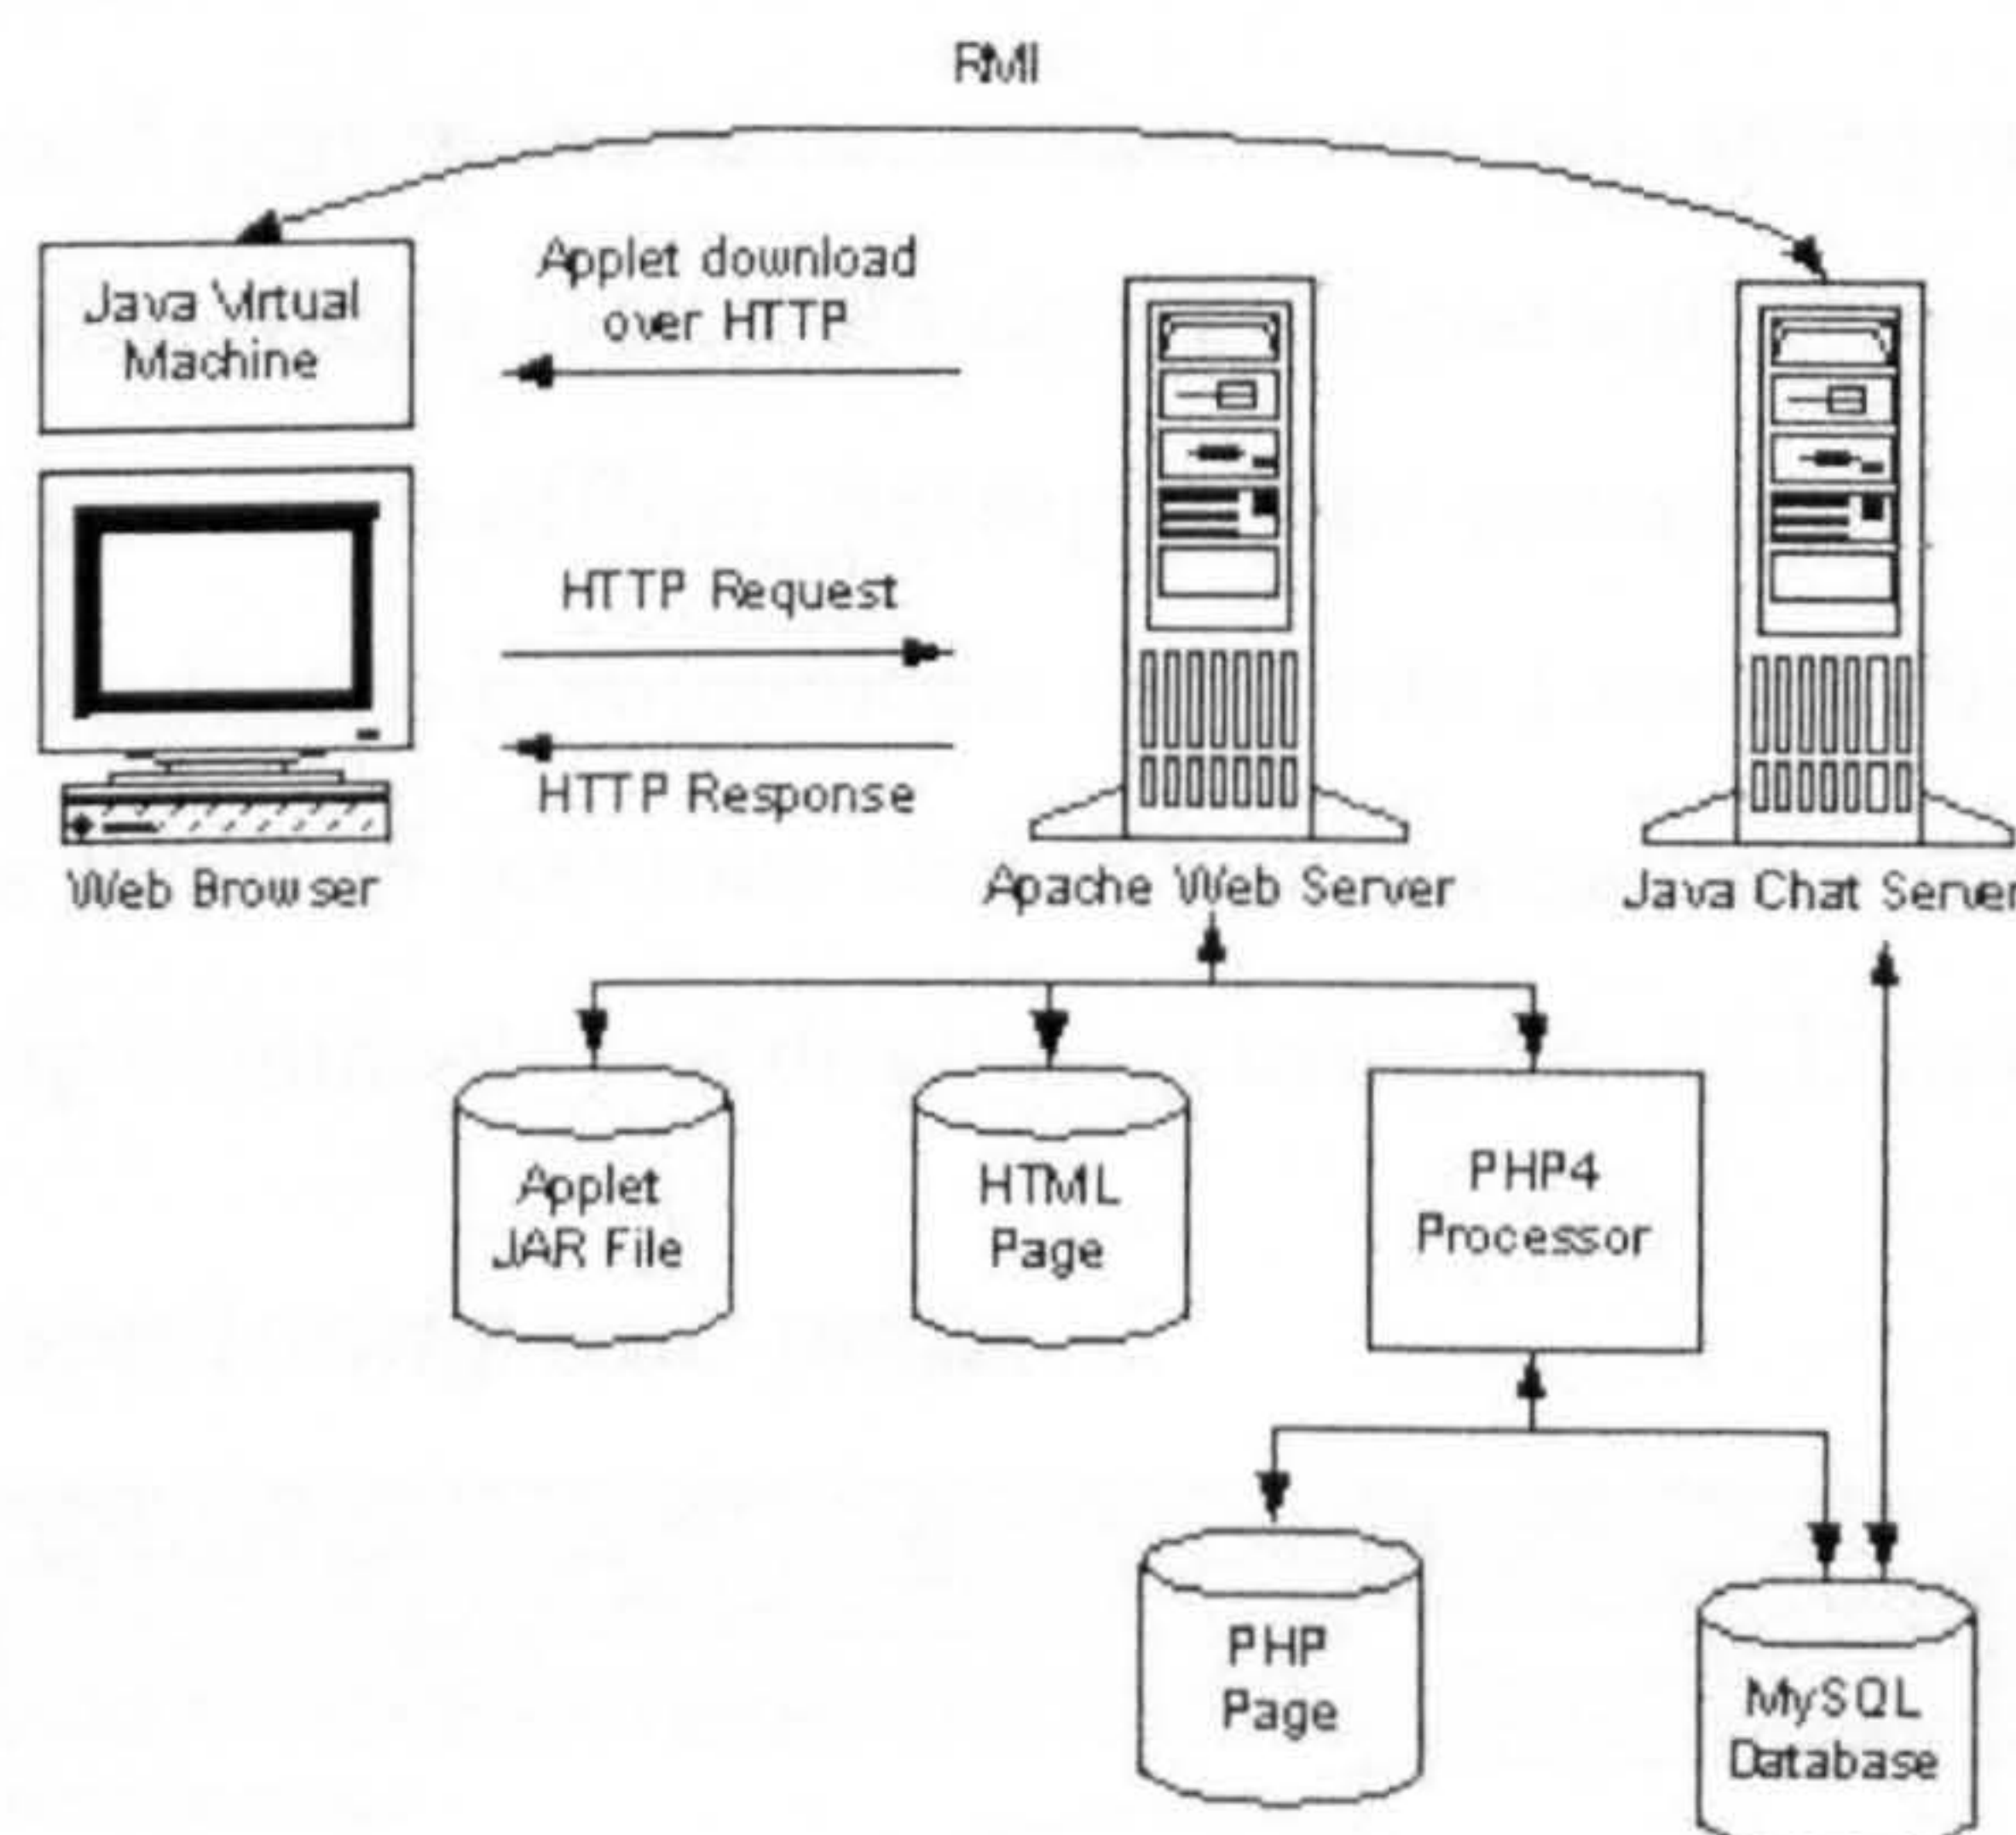 RMI
Java Virtual
Machine
Applet download
over HTTP
HTTP Request
HTTP Response
Web Browser
Apache Web Server
Java Chat Server
Applet
JAR File
HTML
Page
PHP4
Processor
PHP
Page
MySQL
Database